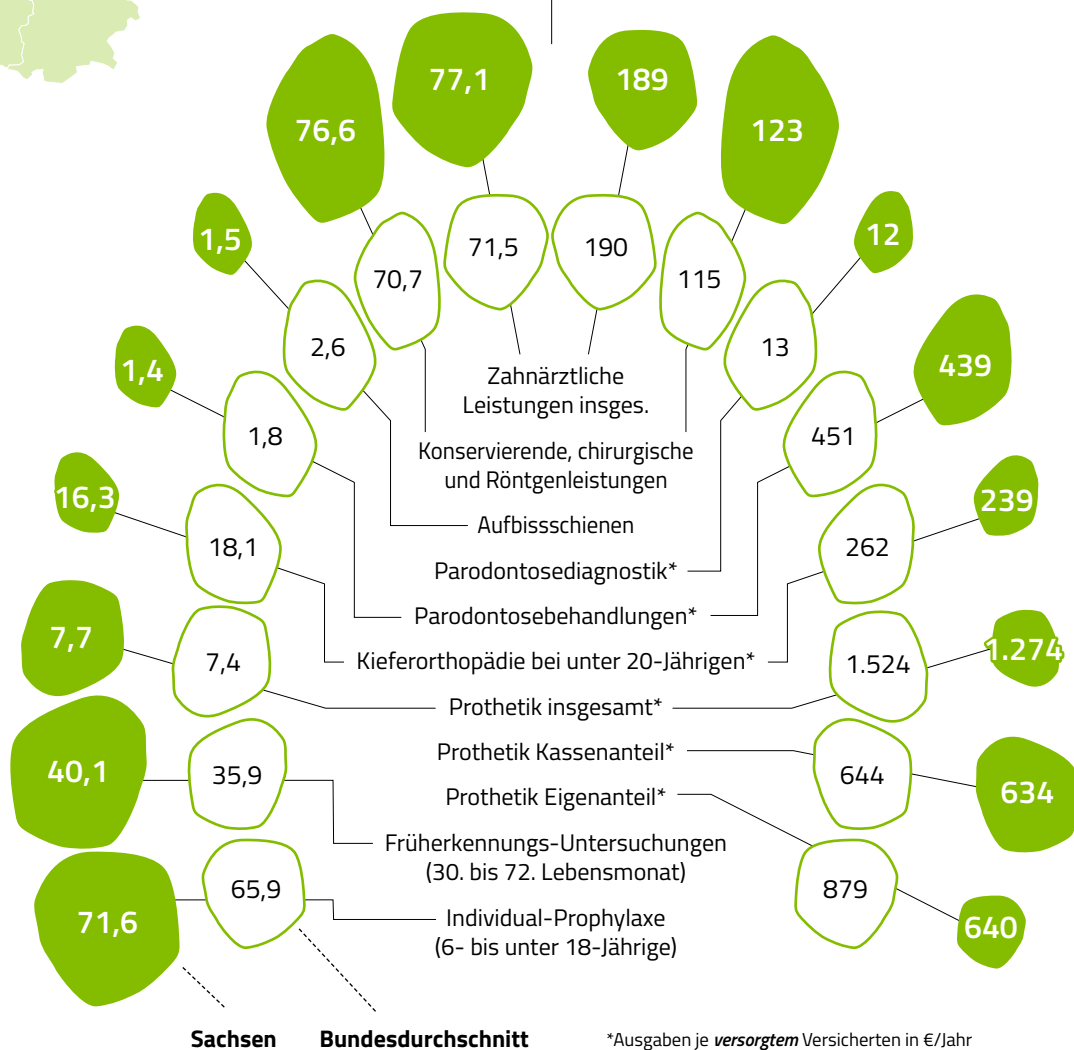 77,1
189
76,6
123
1,5
71,5
190
12
70,7
115
2,6
13
1,4
Zahnärztliche
Leistungen insges.
439
1,8
451
Konservierende, chirurgische
und Röntgenleistungen
16,3
239
Aufbissschienen
18,1
262
Parodontosediagnostik*
Parodontosebehandlungen*
7,7
7,4
Kieferorthopädie bei unter 20-Jährigen*
1.524
1.274
Prothetik insgesamt*
40,1
35,9
Prothetik Kassenanteil*
644
634
Prothetik Eigenanteil*
Früherkennungs-Untersuchungen
(30. bis 72. Lebensmonat)
71,6
65,9
879
640
Individual-Prophylaxe
(6- bis unter 18-Jährige)
Sachsen
Bundesdurchschnitt
*Ausgaben je versorgtem Versicherten in €/Jahr